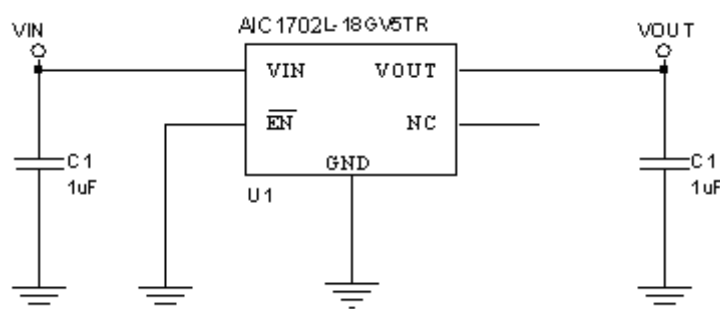 AIC1702L-18GV5TR
VIN
VOUT
VIN VOUT
EN NC
GND
C1
1uF
U1
C1
1uF